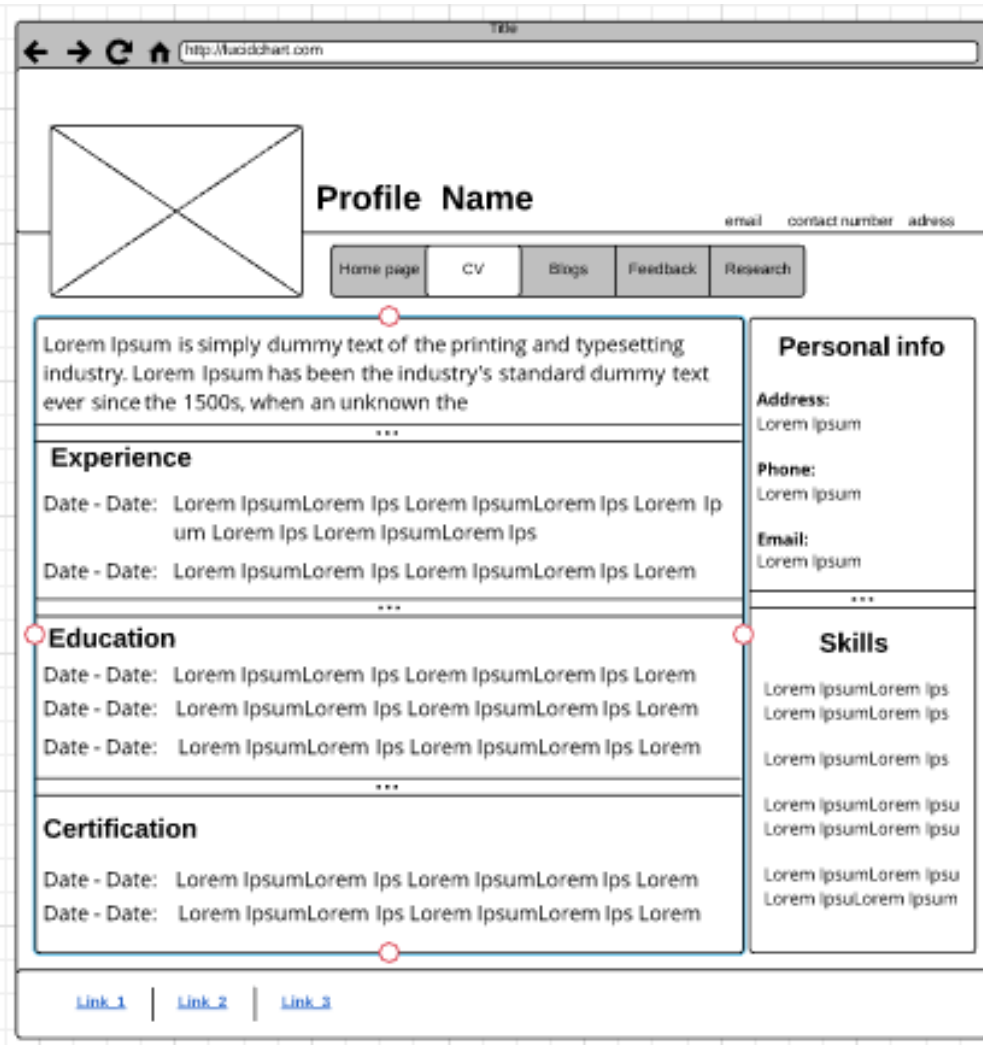 Title
http://lucidchart.com
Profile Name
email contact number adress
Home page CV Blogs Feedback Research
Lorem Ipsum is simply dummy text of the printing and typesetting
industry. Lorem Ipsum has been the industry's standard dummy text
ever since the 1500s, when an unknown the
Experience
Date - Date: Lorem IpsumLorem Ips Lorem IpsumLorem Ips Lorem Ip
um Lorem Ips Lorem IpsumLorem Ips
Date - Date: Lorem IpsumLorem Ips Lorem IpsumLorem Ips Lorem
Education
Date - Date: Lorem IpsumLorem Ips Lorem IpsumLorem Ips Lorem
Date - Date: Lorem IpsumLorem Ips Lorem IpsumLorem Ips Lorem
Date - Date: Lorem IpsumLorem Ips Lorem IpsumLorem Ips Lorem
Certification
Date - Date: Lorem IpsumLorem Ips Lorem IpsumLorem Ips Lorem
Date - Date: Lorem IpsumLorem Ips Lorem IpsumLorem Ips Lorem
Personal info
Address:
Lorem Ipsum
Phone:
Lorem Ipsum
Email:
Lorem Ipsum
Skills
Lorem IpsumLorem Ips
Lorem IpsumLorem Ips
Lorem IpsumLorem Ips
Lorem IpsumLorem Ipsu
Lorem IpsumLorem Ipsu
Lorem IpsumLorem Ipsu
Lorem IpsuLorem Ipsum
Link_1 Link_2 Link_3